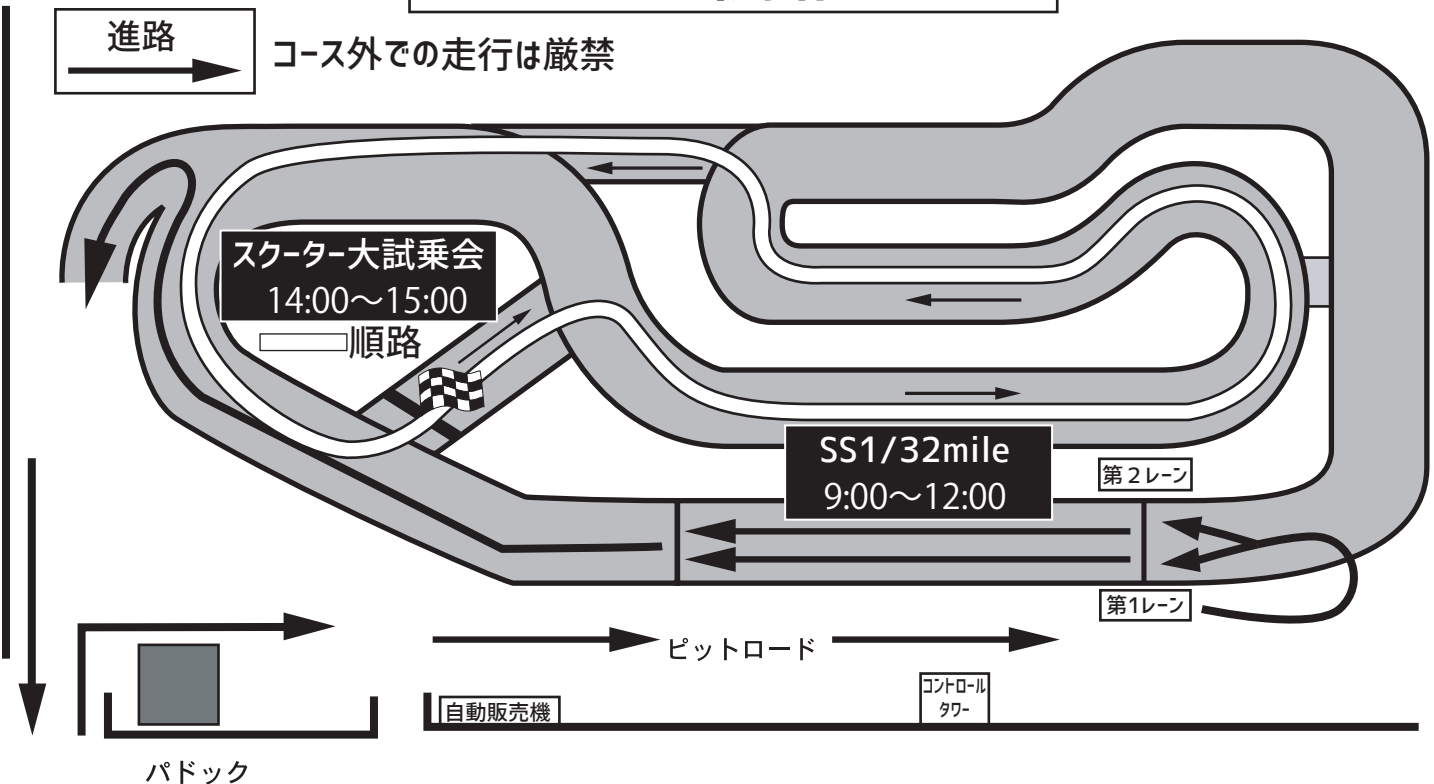 進路
コース外での走行は厳禁
スクーター大試乗会
14:00～15:00
順路
SS1/32mile
9:00～12:00
第２レーン
第1レーン
ピットロード
自動販売機
コントロール
タワー
パドック